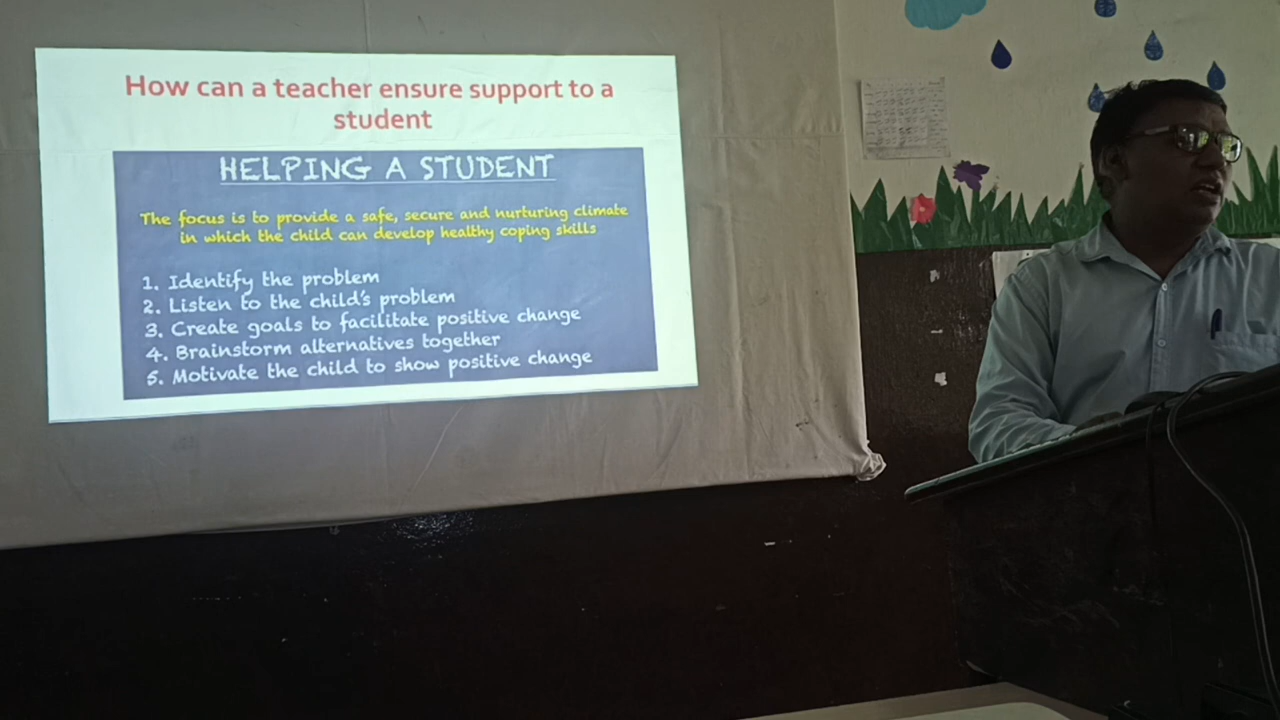 How can a teacher ensure support to a
student
HELPING A STUDENT
The focus is to provide a safe, secure and nurturing climate
in which the child can develop healthy coping skills
1. Identify the problem
2. Listen to the child's problem
3. Create goals to facilitate positive change
4. Brainstorm alternatives together
5. Motivate the child to show positive change